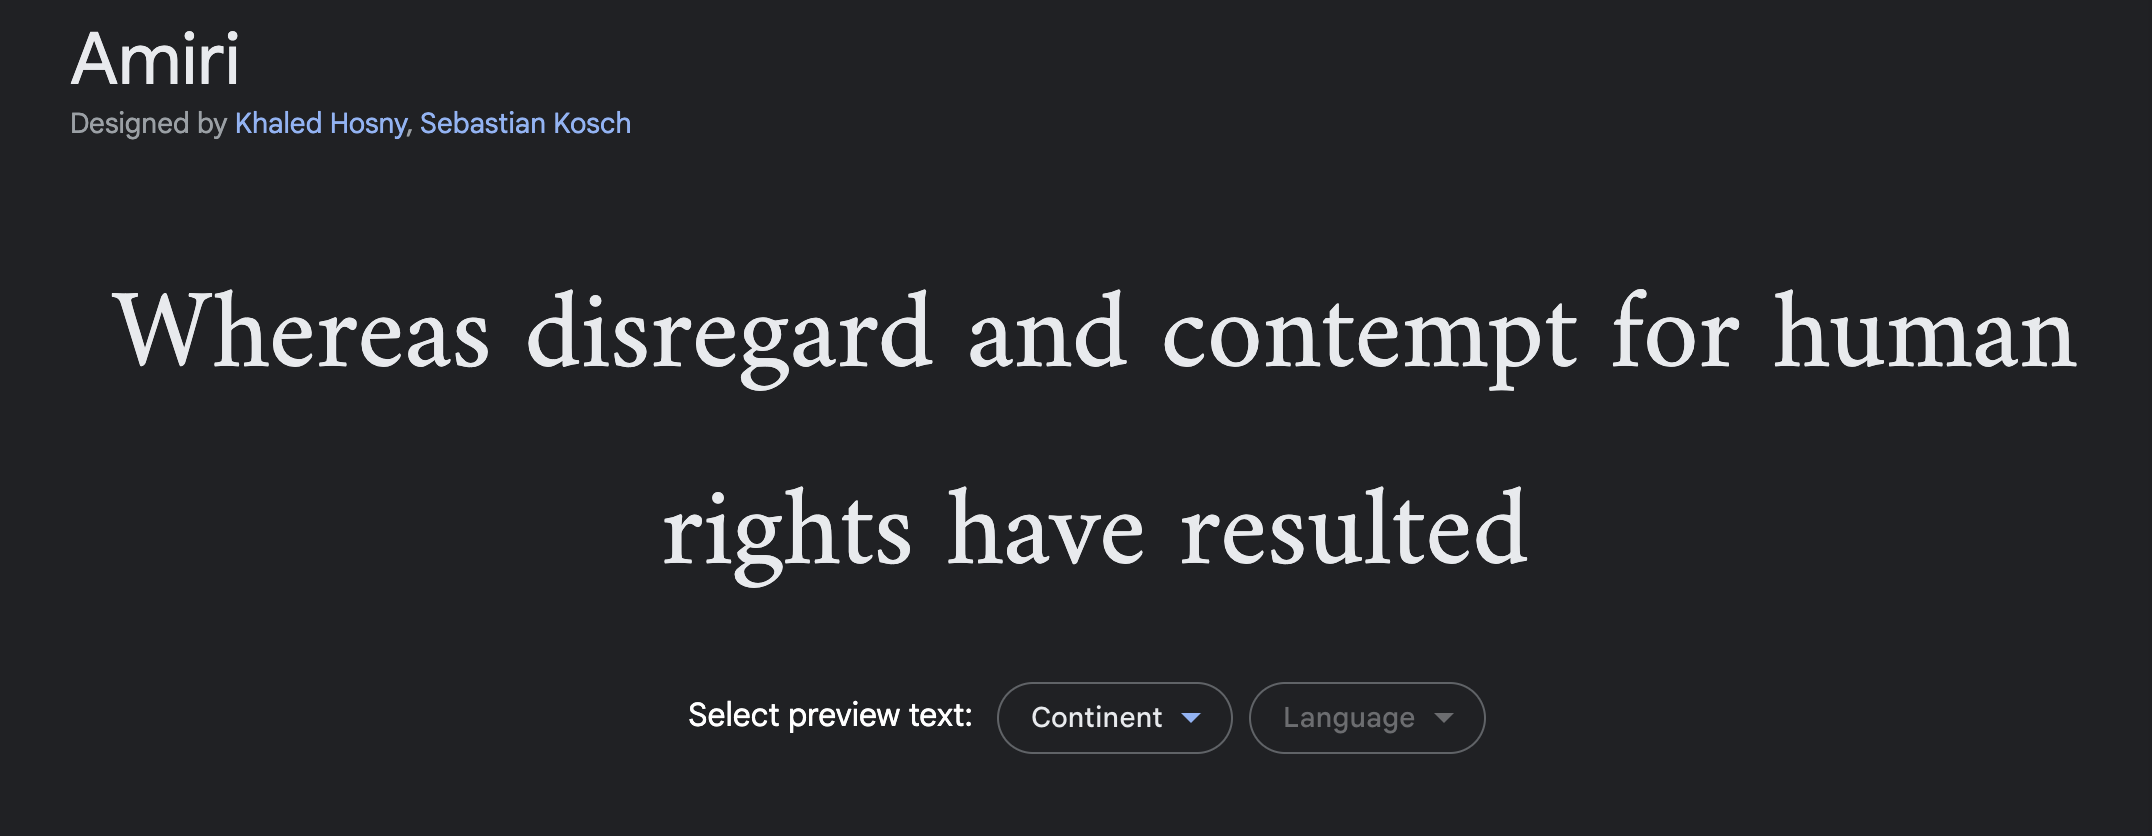 Amiri
Designed by Khaled Hosny, Sebastian Kosch
Whereas disregard and contempt for human
rights have resulted
Select preview text: Continent Language